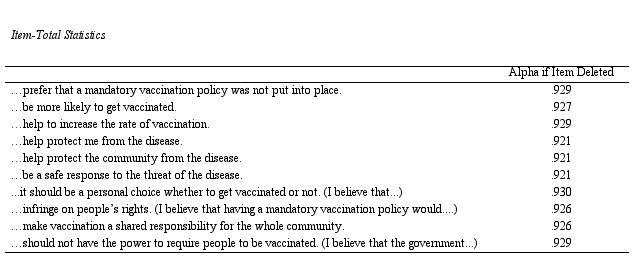 Item-Total Statistics
Alpha if Item Deleted
…prefer that a mandatory vaccination policy was not put into place. .929
…be more likely to get vaccinated. .927
…help to increase the rate of vaccination. .929
…help protect me from the disease. .921
…help protect the community from the disease. .921
…be a safe response to the threat of the disease. .921
...it should be a personal choice whether to get vaccinated or not. (I believe that...) .930
…infringe on people’s rights. (I believe that having a mandatory vaccination policy would....) .926
…make vaccination a shared responsibility for the whole community. .926
…should not have the power to require people to be vaccinated. (I believe that the government...) .929